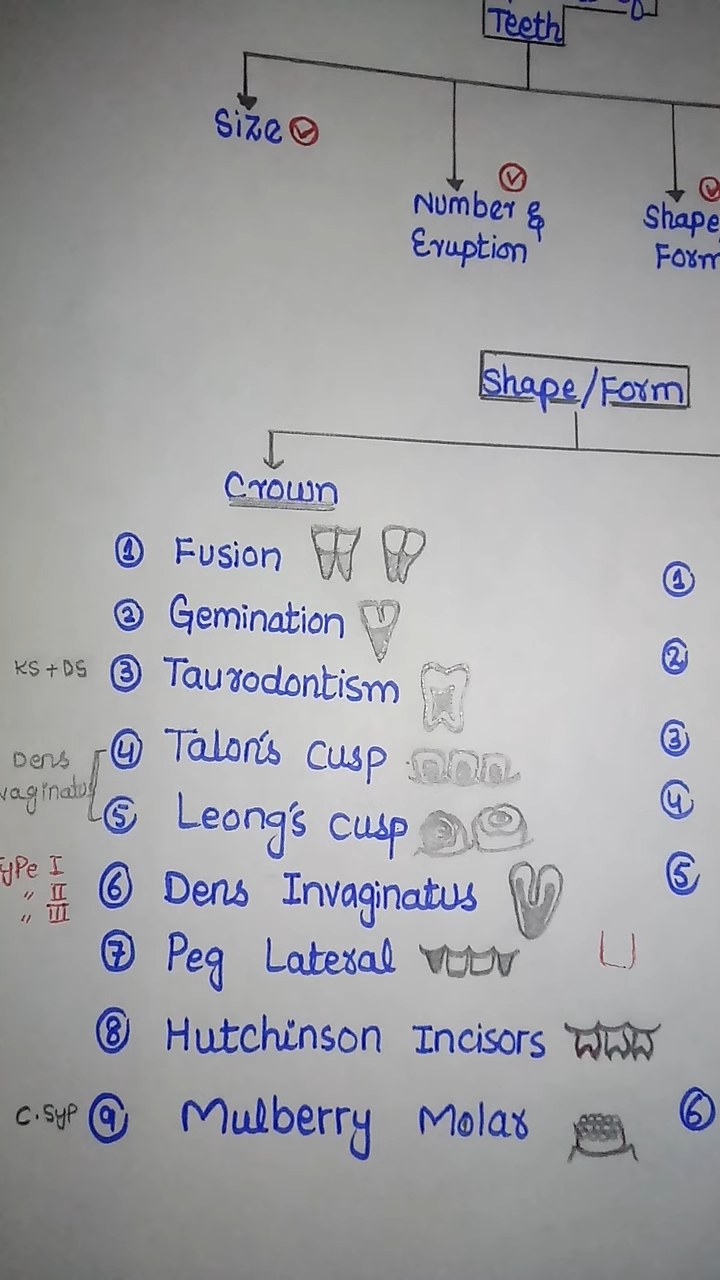 Teeth
Size
Number &
Eruption
Shape
Form
Shape/Form
Crown
① Fusion
② Gemination
KS + DS ③ Taurodontism
④ Talon's cusp
Dens
vaginatus
⑤ Leong's cusp
ype I
" II
" III
⑥ Dens Invaginatus
⑦ Peg Lateral
⑧ Hutchinson Incisors
C.Syp ⑨ Mulberry Molar
①
②
③
④
⑤
⑥